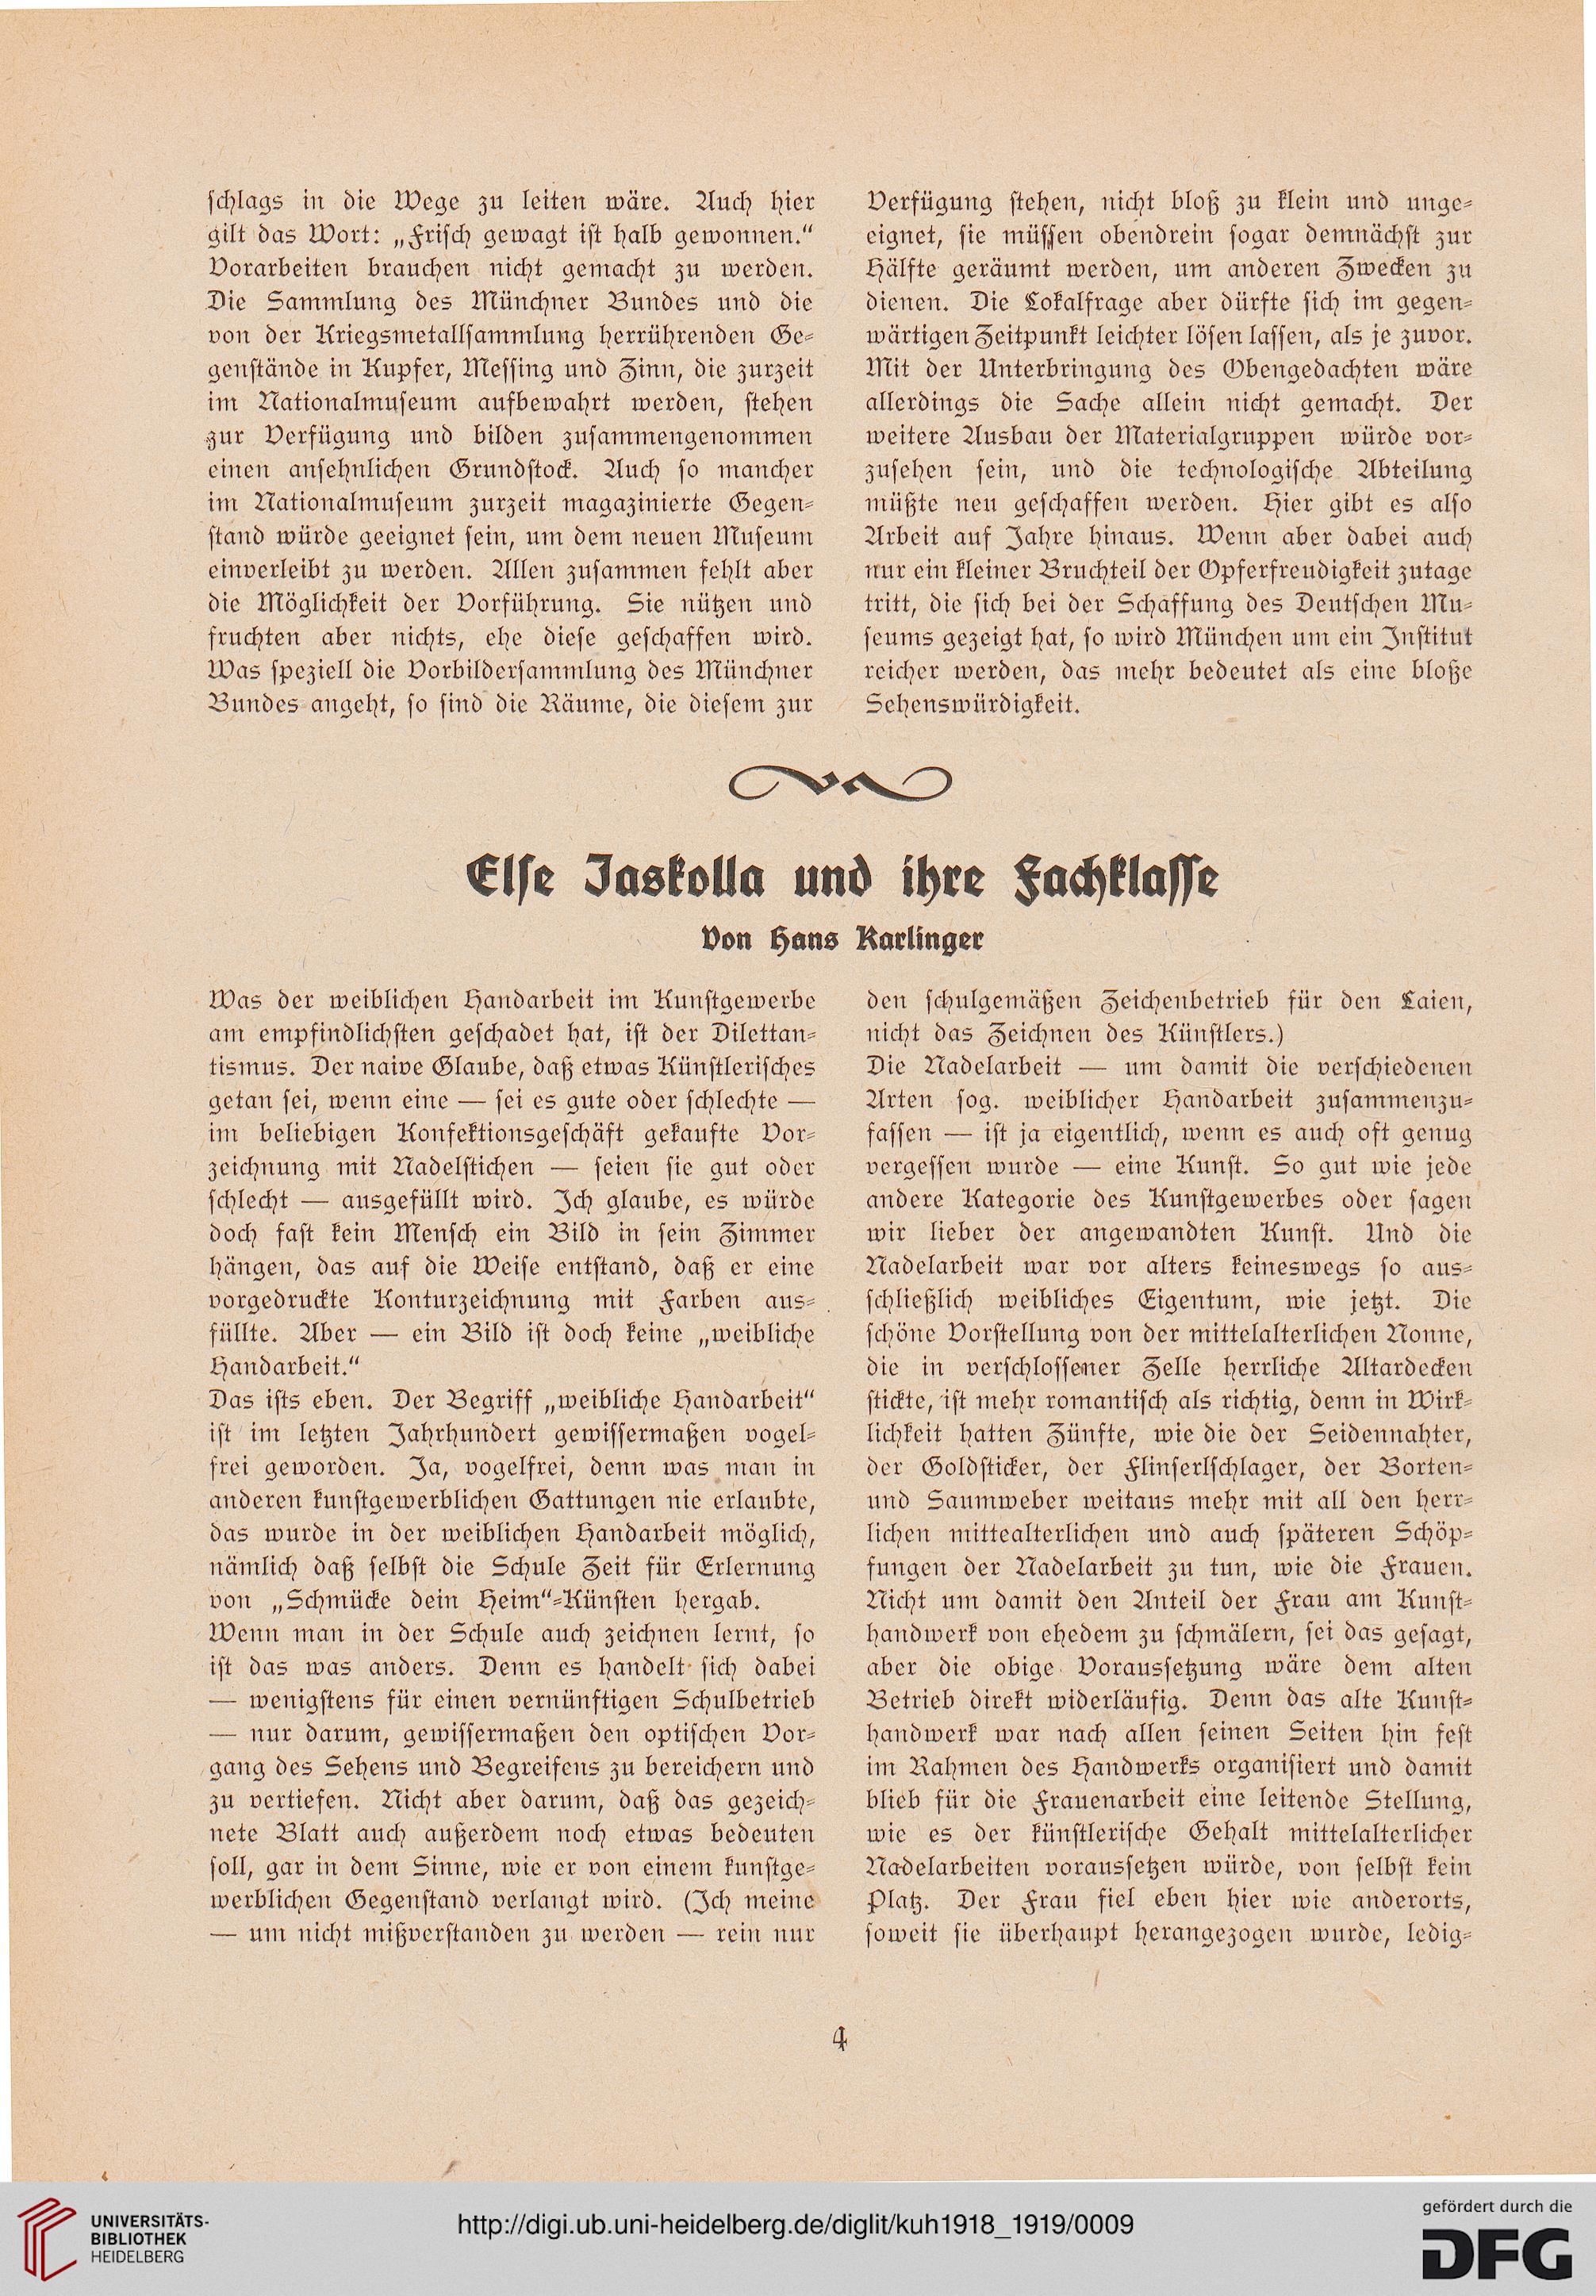 schlags in die Wege zu leiten wäre. Auch hier
gilt das Wort: „Frisch gewagt ist halb gewonnen.“
Vorarbeiten brauchen nicht gemacht zu werden.
Die Sammlung des Münchner Bundes und die
von der Kriegsmetallsammlung herrührenden Ge-
genstände in Kupfer, Messing und Zinn, die zurzeit
im Nationalmuseum aufbewahrt werden, stehen
zur Verfügung und bilden zusammengenommen
einen ansehnlichen Grundstock. Auch so mancher
im Nationalmuseum zurzeit magazinierte Gegen-
stand würde geeignet sein, um dem neuen Museum
einverleibt zu werden. Allen zusammen fehlt aber
die Möglichkeit der Vorführung. Sie nützen und
fruchten aber nichts, ehe diese geschaffen wird.
Was speziell die Vorbildersammlung des Münchner
Bundes angeht, so sind die Räume, die diesem zur
Verfügung stehen, nicht bloß zu klein und unge-
eignet, sie müssen obendrein sogar demnächst zur
Hälfte geräumt werden, um anderen Zwecken zu
dienen. Die Lokalfrage aber dürfte sich im gegen-
wärtigen Zeitpunkt leichter lösen lassen, als je zuvor.
Mit der Unterbringung des Obengedachten wäre
allerdings die Sache allein nicht gemacht. Der
weitere Ausbau der Materialgruppen würde vor-
zusehen sein, und die technologische Abteilung
müßte neu geschaffen werden. Hier gibt es also
Arbeit auf Jahre hinaus. Wenn aber dabei auch
nur ein kleiner Bruchteil der Opferfreudigkeit zutage
tritt, die sich bei der Schaffung des Deutschen Mu-
seums gezeigt hat, so wird München um ein Institut
reicher werden, das mehr bedeutet als eine bloße
Sehenswürdigkeit.
Else Jaskolla und ihre Fachklasse
Von Hans Karlinger
Was der weiblichen Handarbeit im Kunstgewerbe
am empfindlichsten geschadet hat, ist der Dilettan-
tismus. Der naive Glaube, daß etwas Künstlerisches
getan sei, wenn eine — sei es gute oder schlechte —
im beliebigen Konfektionsgeschäft gekaufte Vor-
zeichnung mit Nadelstichen — seien sie gut oder
schlecht — ausgefüllt wird. Ich glaube, es würde
doch fast kein Mensch ein Bild in sein Zimmer
hängen, das auf die Weise entstand, daß er eine
vorgedruckte Konturzeichnung mit Farben aus-
füllte. Aber — ein Bild ist doch keine „weibliche
Handarbeit.“
Das ists eben. Der Begriff „weibliche Handarbeit“
ist im letzten Jahrhundert gewissermaßen vogel-
frei geworden. Ja, vogelfrei, denn was man in
anderen kunstgewerblichen Gattungen nie erlaubte,
das wurde in der weiblichen Handarbeit möglich,
nämlich daß selbst die Schule Zeit für Erlernung
von „Schmücke dein Heim“-Künsten hergab.
Wenn man in der Schule auch zeichnen lernt, so
ist das was anders. Denn es handelt sich dabei
— wenigstens für einen vernünftigen Schulbetrieb
— nur darum, gewissermaßen den optischen Vor-
gang des Sehens und Begreifens zu bereichern und
zu vertiefen. Nicht aber darum, daß das gezeich-
nete Blatt auch außerdem noch etwas bedeuten
soll, gar in dem Sinne, wie er von einem kunstge-
werblichen Gegenstand verlangt wird. (Ich meine
— um nicht mißverstanden zu werden — rein nur
den schulgemäßen Zeichenbetrieb für den Laien,
nicht das Zeichnen des Künstlers.)
Die Nadelarbeit — um damit die verschiedenen
Arten sog. weiblicher Handarbeit zusammenzu-
fassen — ist ja eigentlich, wenn es auch oft genug
vergessen wurde — eine Kunst. So gut wie jede
andere Kategorie des Kunstgewerbes oder sagen
wir lieber der angewandten Kunst. Und die
Nadelarbeit war vor alters keineswegs so aus-
schließlich weibliches Eigentum, wie jetzt. Die
schöne Vorstellung von der mittelalterlichen Nonne,
die in verschlossener Zelle herrliche Altardecken
stickte, ist mehr romantisch als richtig, denn in Wirk-
lichkeit hatten Zünfte, wie die der Seidennahter,
der Goldsticker, der Flinserlschlager, der Borten-
und Saumweber weitaus mehr mit all den herr-
lichen mittealterlichen und auch späteren Schöp-
fungen der Nadelarbeit zu tun, wie die Frauen.
Nicht um damit den Anteil der Frau am Kunst-
handwerk von ehedem zu schmälern, sei das gesagt,
aber die obige Voraussetzung wäre dem alten
Betrieb direkt widerläufig. Denn das alte Kunst-
handwerk war nach allen seinen Seiten hin fest
im Rahmen des Handwerks organisiert und damit
blieb für die Frauenarbeit eine leitende Stellung,
wie es der künstlerische Gehalt mittelalterlicher
Nadelarbeiten voraussetzen würde, von selbst kein
Platz. Der Frau fiel eben hier wie anderorts,
soweit sie überhaupt herangezogen wurde, ledig-
4
UNIVERSITÄTS-
BIBLIOTHEK
HEIDELBERG
http://digi.ub.uni-heidelberg.de/diglit/kuh1918_1919/0009
gefördert durch die
DFG